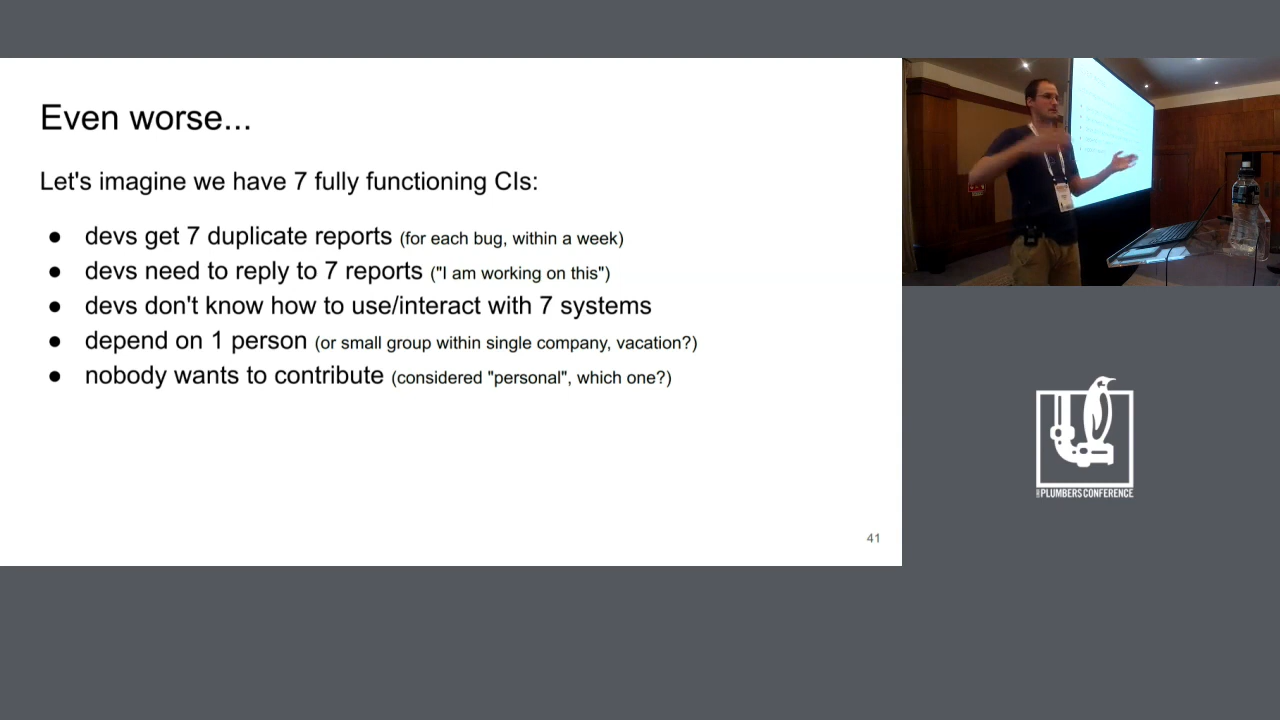 Even worse...
Let's imagine we have 7 fully functioning CIs:
● devs get 7 duplicate reports (for each bug, within a week)
● devs need to reply to 7 reports ("I am working on this")
● devs don't know how to use/interact with 7 systems
● depend on 1 person (or small group within single company, vacation?)
● nobody wants to contribute (considered "personal", which one?)
41
PLUMBERS CONFERENCE